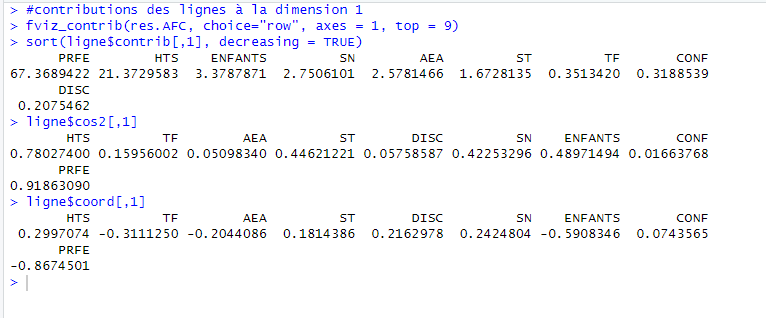 > #contributions des lignes à la dimension 1
> fviz_contrib(res.AFC, choice="row", axes = 1, top = 9)
> sort(ligne$contrib[,1], decreasing = TRUE)
PRFE HTS ENFANTS SN AEA ST TF CONF
67.3689422 21.3729583 3.3787871 2.7506101 2.5781466 1.6728135 0.3513420 0.3188539
DISC
0.2075462
> ligne$cos2[,1]
HTS TF AEA ST DISC SN ENFANTS CONF
0.78027400 0.15956002 0.05098340 0.44621221 0.05758587 0.42253296 0.48971494 0.01663768
PRFE
0.91863090
> ligne$coord[,1]
HTS TF AEA ST DISC SN ENFANTS CONF
0.2997074 -0.3111250 -0.2044086 0.1814386 0.2162978 0.2424804 -0.5908346 0.0743565
PRFE
-0.8674501
>